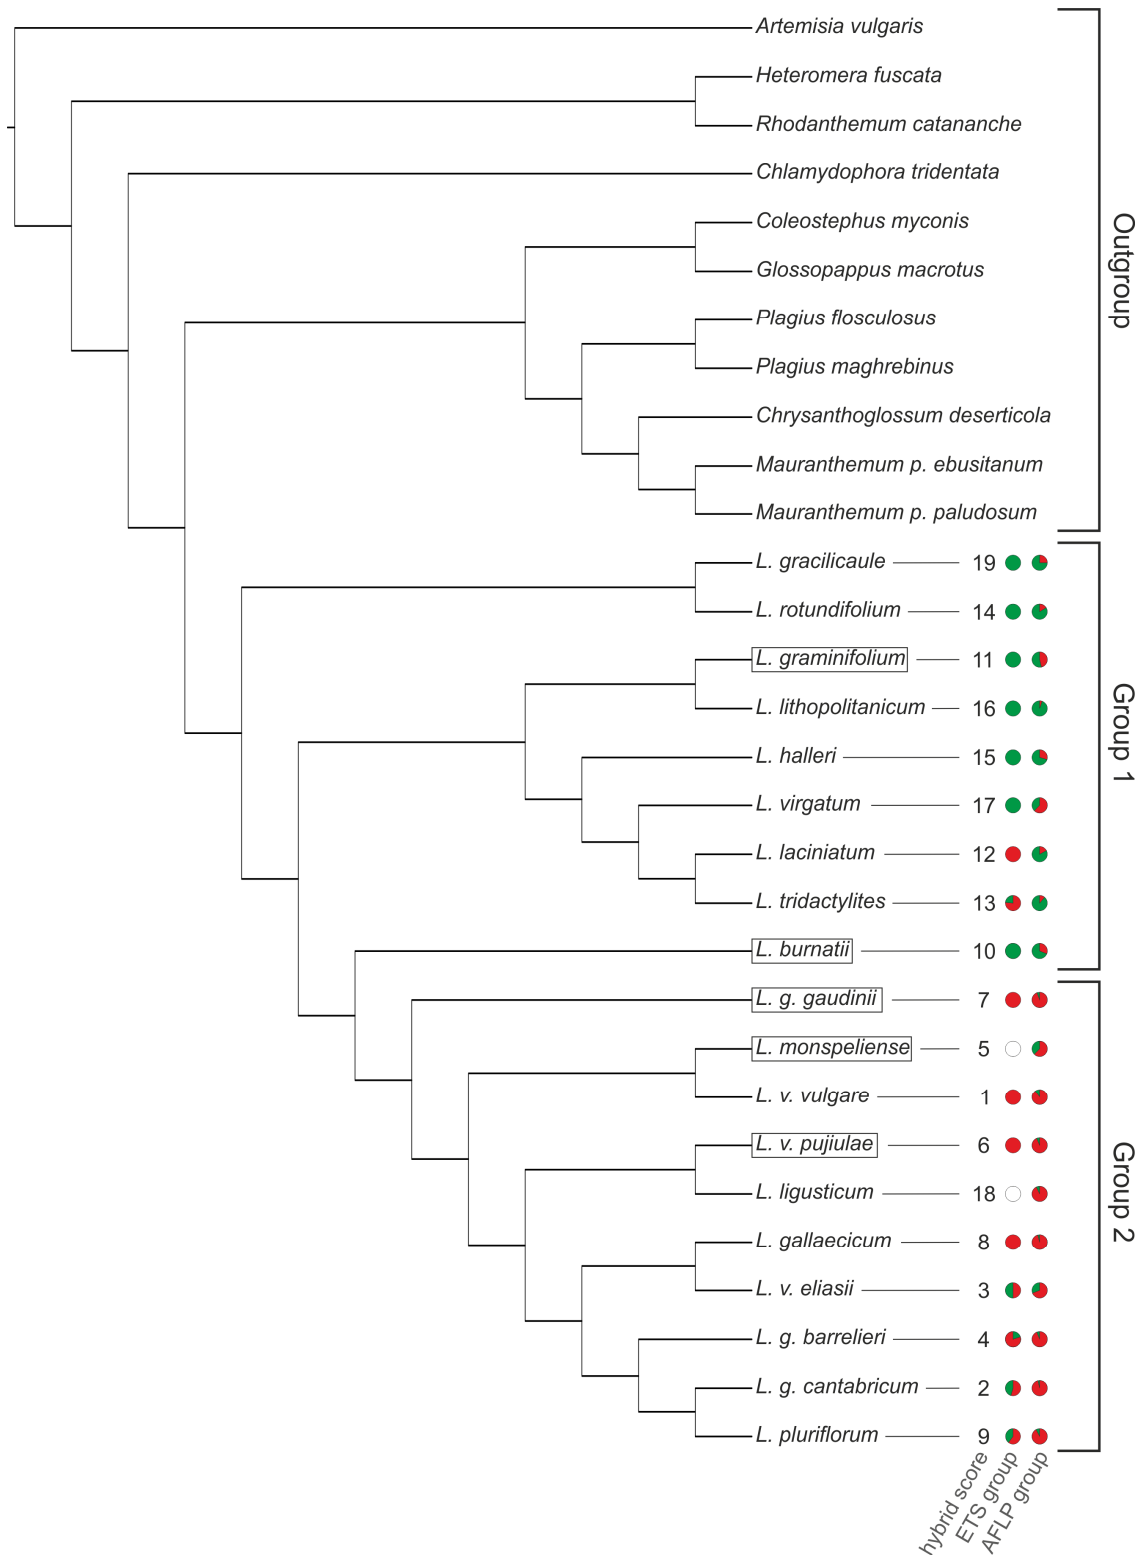 Artemisia vulgaris
Heteromera fuscata
Rhodanthemum catananche
Chlamydophora tridentata
Coleostephus myconis
Glossopappus macrotus
Plagius flosculosus
Plagius maghrebinus
Chrysanthoglossum deserticola
Mauranthemum p. ebusitanum
Mauranthemum p. paludosum
Outgroup
L. gracilicaule 19
L. rotundifolium 14
L. graminifolium 11
L. lithopolitanicum 16
L. halleri 15
L. virgatum 17
L. laciniatum 12
L. tridactylites 13
L. burnatii 10
Group 1
L. g. gaudinii 7
L. monspeliense 5
L. v. vulgare 1
L. v. pujiulae 6
L. ligusticum 18
L. gallaecicum 8
L. v. eliasii 3
L. g. barrelieri 4
L. g. cantabricum 2
L. pluriflorum 9
Group 2
hybrid score
ETS group
AFLP group